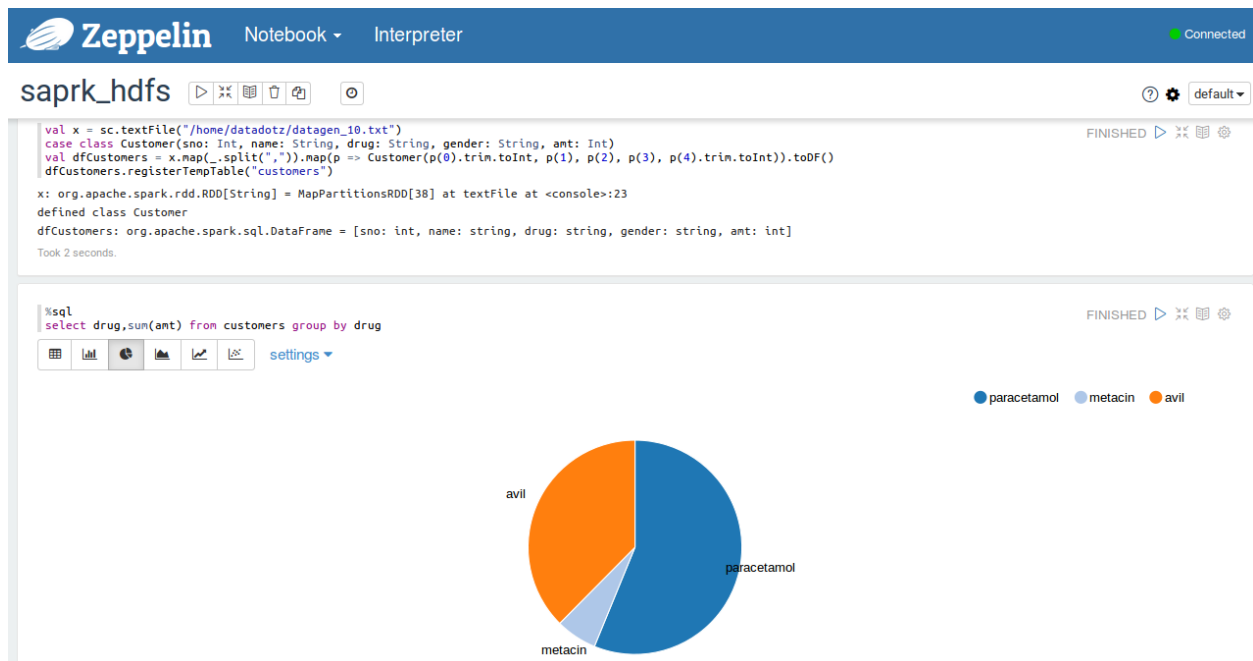 Zeppelin Notebook Interpreter Connected
saprk_hdfs default
val x = sc.textFile("/home/datadotz/datagen_10.txt") FINISHED
case class Customer(sno: Int, name: String, drug: String, gender: String, amt: Int)
val dfCustomers = x.map(_.split(",")).map(p => Customer(p(0).trim.toInt, p(1), p(2), p(3), p(4).trim.toInt)).toDF()
dfCustomers.registerTempTable("customers")
x: org.apache.spark.rdd.RDD[String] = MapPartitionsRDD[38] at textFile at <console>:23
defined class Customer
dfCustomers: org.apache.spark.sql.DataFrame = [sno: int, name: string, drug: string, gender: string, amt: int]
Took 2 seconds.
%sql FINISHED
select drug,sum(amt) from customers group by drug
settings
paracetamol metacin avil
avil
paracetamol
metacin